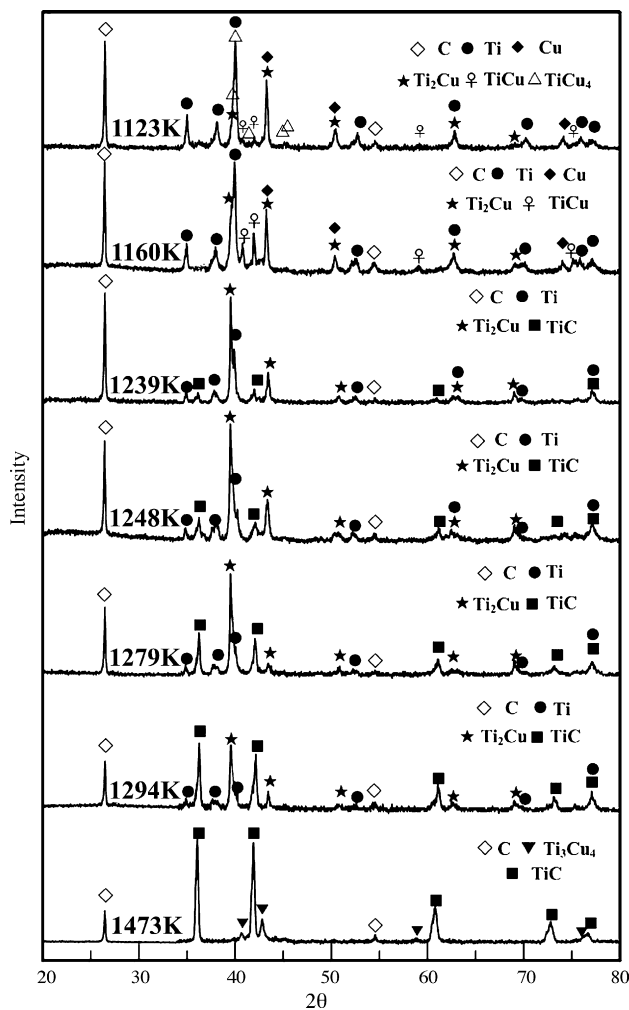 C Ti Cu
Ti₂Cu TiCu TiCu₄
1123K
C Ti Cu
Ti₂Cu TiCu
1160K
C Ti
Ti₂Cu TiC
1239K
C Ti
Ti₂Cu TiC
1248K
C Ti
Ti₂Cu TiC
1279K
C Ti
Ti₂Cu TiC
1294K
C Ti₃Cu₄
TiC
1473K
Intensity
20 30 40 50 60 70 80
2θ